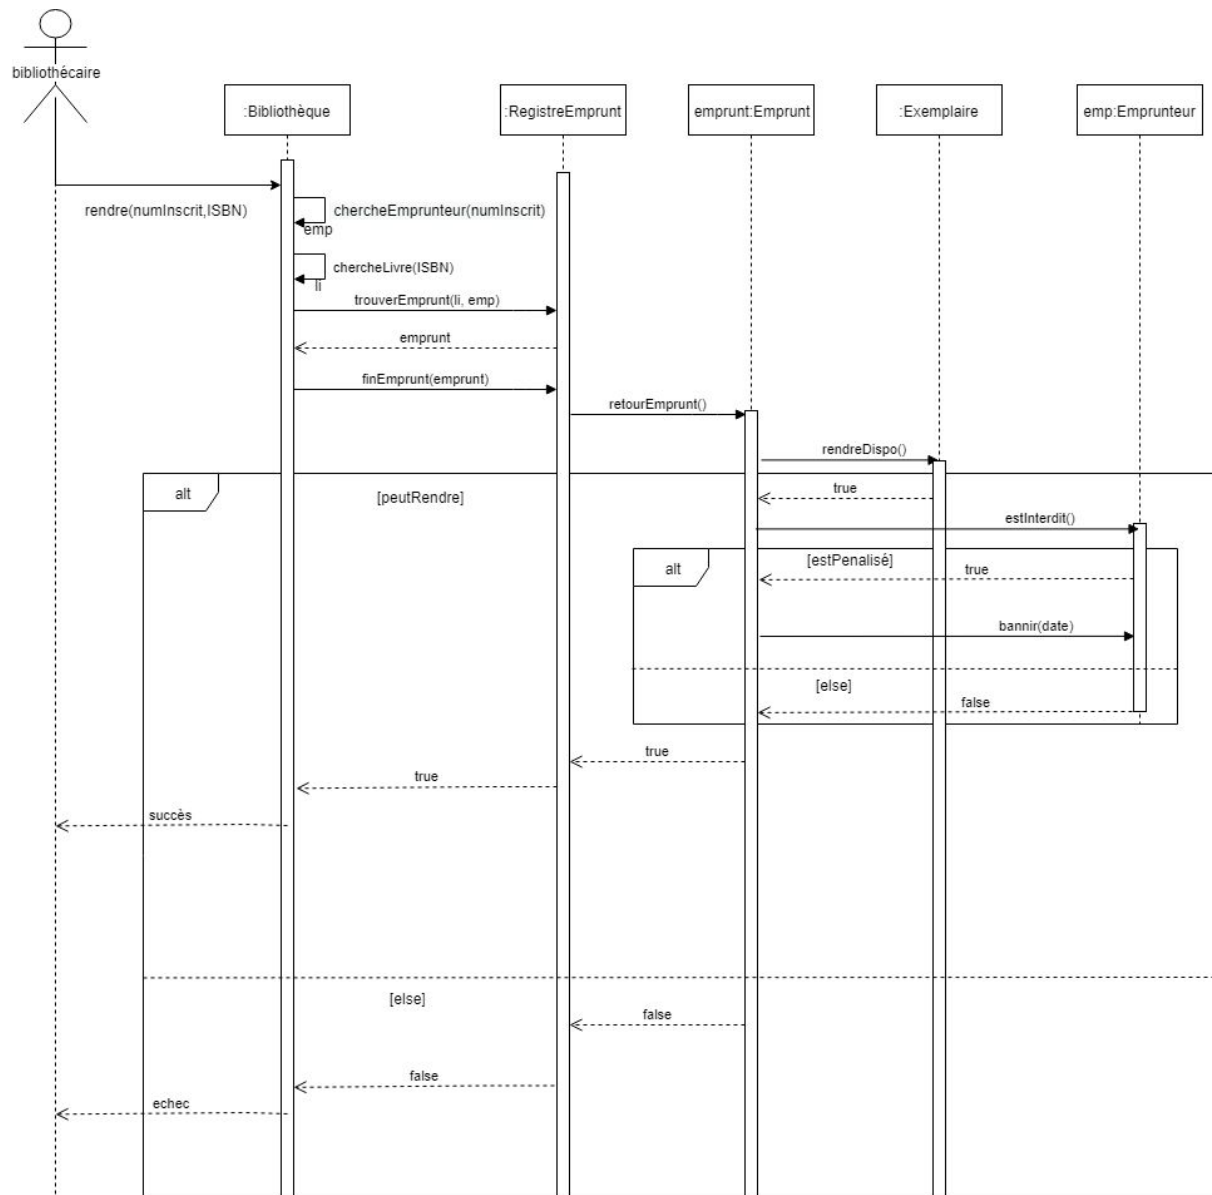 bibliothécaire
:Bibliothèque
:RegistreEmprunt
emprunt:Emprunt
:Exemplaire
emp:Emprunteur
rendre(numInscrit,ISBN)
chercheEmprunteur(numInscrit)
emp
chercheLivre(ISBN)
li
trouverEmprunt(li, emp)
emprunt
finEmprunt(emprunt)
retourEmprunt()
rendreDispo()
alt
[peutRendre]
true
estInterdit()
alt
[estPenalisé]
true
bannir(date)
[else]
false
true
true
succès
[else]
false
false
echec